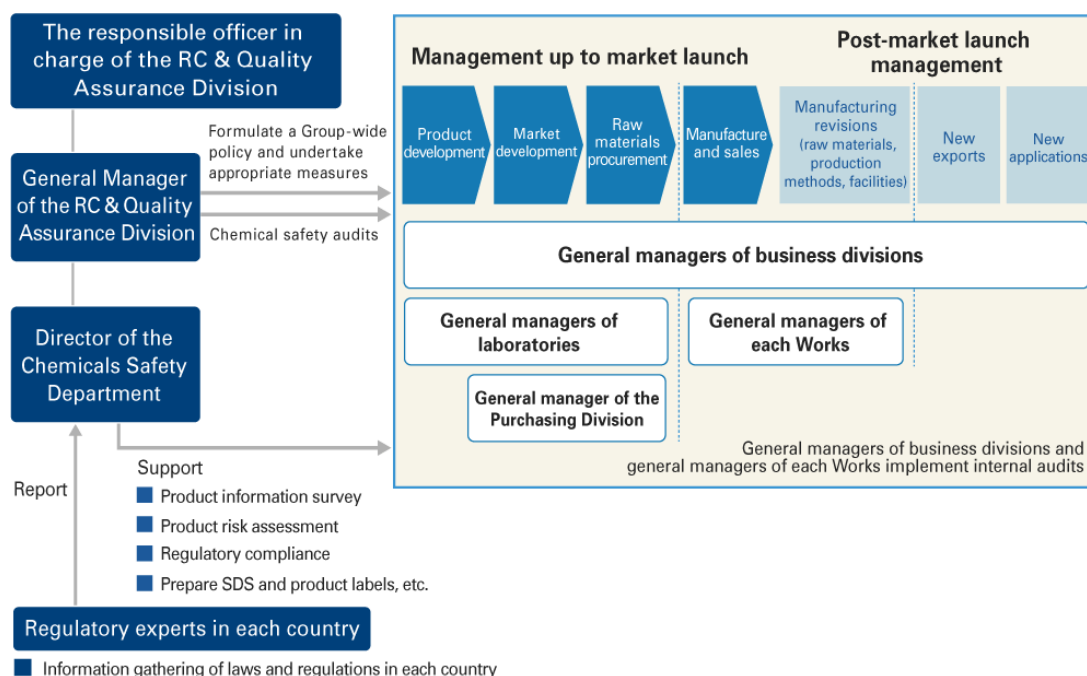 The responsible officer in
charge of the RC & Quality
Assurance Division
Formulate a Group-wide
policy and undertake
appropriate measures
General Manager
of the RC & Quality
Assurance Division
Chemical safety audits
Director of the
Chemicals Safety
Department
Support
Product information survey
Product risk assessment
Regulatory compliance
Prepare SDS and product labels, etc.
Report
Regulatory experts in each country
Information gathering of laws and regulations in each country
Management up to market launch
Post-market launch
management
Product
development
Market
development
Raw
materials
procurement
Manufacture
and sales
Manufacturing
revisions
(raw materials,
production
methods, facilities)
New
exports
New
applications
General managers of business divisions
General managers of
laboratories
General managers of
each Works
General manager of the
Purchasing Division
General managers of business divisions and
general managers of each Works implement internal audits